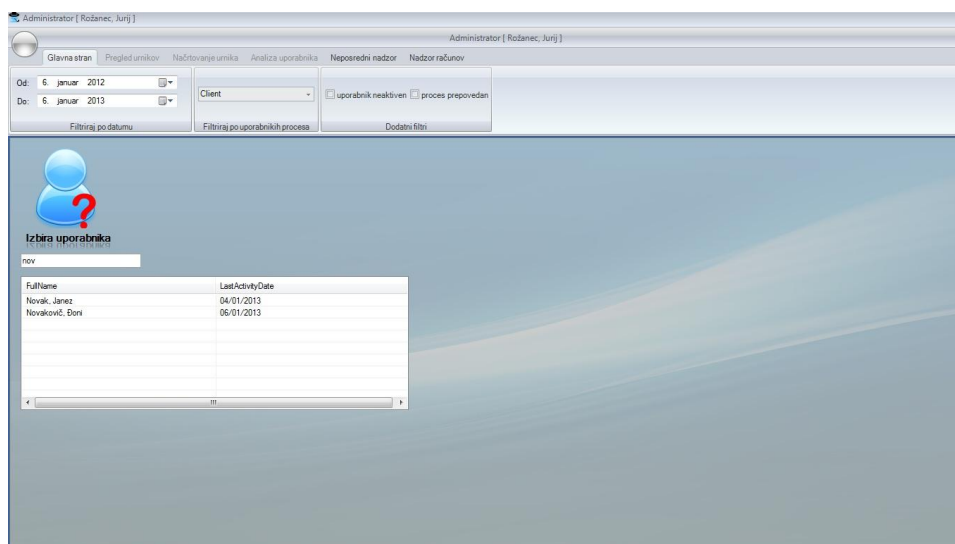 Administrator [ Rožanec, Jurij ]
Administrator [ Rožanec, Jurij ]
Glavna stran Pregled urnikov Načrtovanje urnika Analiza uporabnika Neposredni nadzor Nadzor računov
Od: 6. januar 2012
Do: 6. januar 2013
Filtriraj po datumu
Client
Filtriraj po uporabnikih procesa
uporabnik neaktiven proces prepovedan
Dodatni filtri
?
Izbira uporabnika
nov
FullName LastActivityDate
Novak, Janez 04/01/2013
Novakovič, Đoni 06/01/2013